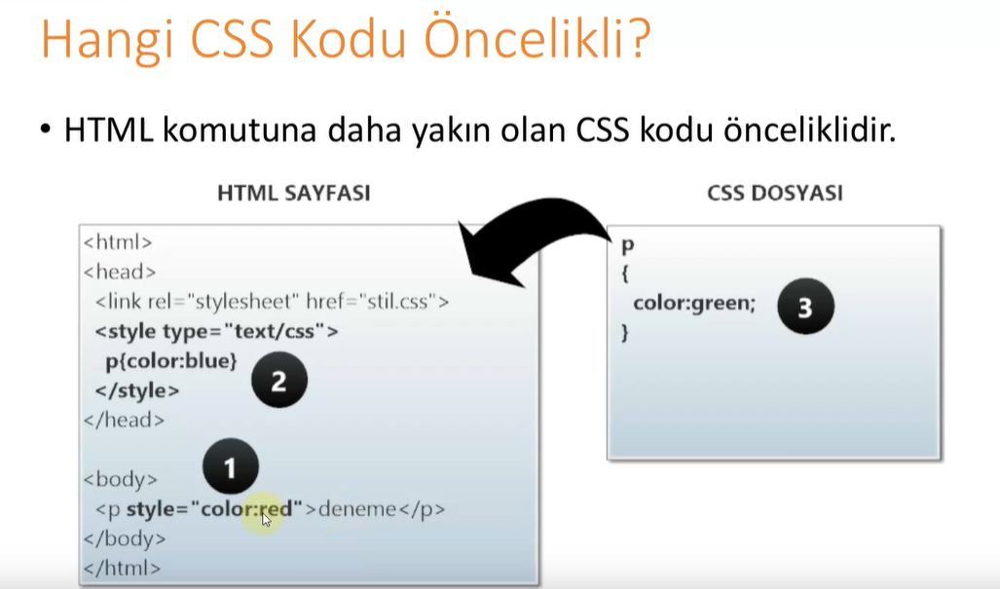 Hangi CSS Kodu Öncelikli?
• HTML komutuna daha yakın olan CSS kodu önceliklidir.
HTML SAYFASI
<html>
<head>
<link rel="stylesheet" href="stil.css">
<style type="text/css">
p{color:blue}
</style>
2
</head>
1
<body>
<p style="color:red">deneme</p>
</body>
</html>
CSS DOSYASI
p
{
color:green;
3
}